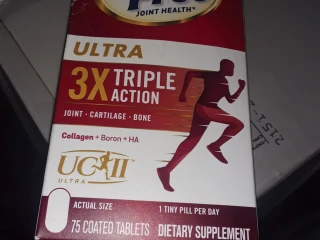 JOINT HEALTH™
ULTRA
3X TRIPLE
ACTION
JOINT · CARTILAGE · BONE
Collagen + Boron + HA
UC II
ULTRA
ACTUAL SIZE
1 TINY PILL PER DAY
75 COATED TABLETS
DIETARY SUPPLEMENT